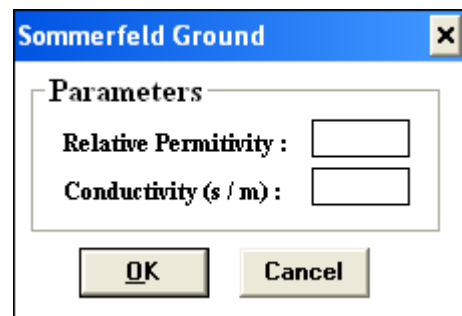 Sommerfeld Ground
Parameters
Relative Permitivity :
Conductivity (s / m) :
OK
Cancel